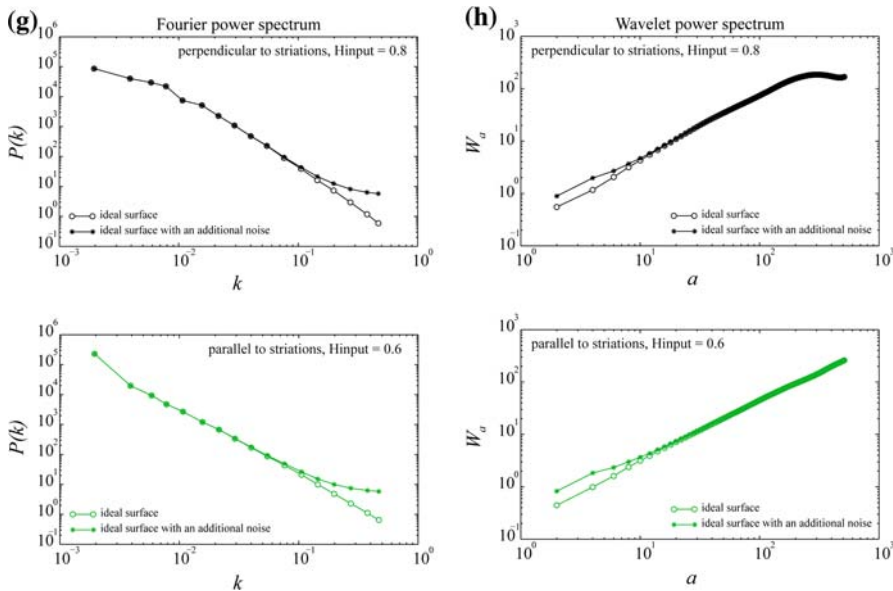 (g)
Fourier power spectrum
10^6
10^5
10^4
10^3
10^2
10^1
10^0
10^-1
P(k)
perpendicular to striations, Hinput = 0.8
ideal surface
ideal surface with an additional noise
10^-3
10^-2
10^-1
10^0
k
(h)
Wavelet power spectrum
10^3
10^2
10^1
10^0
10^-1
W_a
perpendicular to striations, Hinput = 0.8
ideal surface
ideal surface with an additional noise
10^0
10^1
10^2
10^3
a
10^6
10^5
10^4
10^3
10^2
10^1
10^0
10^-1
P(k)
parallel to striations, Hinput = 0.6
ideal surface
ideal surface with an additional noise
10^-3
10^-2
10^-1
10^0
k
10^3
10^2
10^1
10^0
10^-1
W_a
parallel to striations, Hinput = 0.6
ideal surface
ideal surface with an additional noise
10^0
10^1
10^2
10^3
a